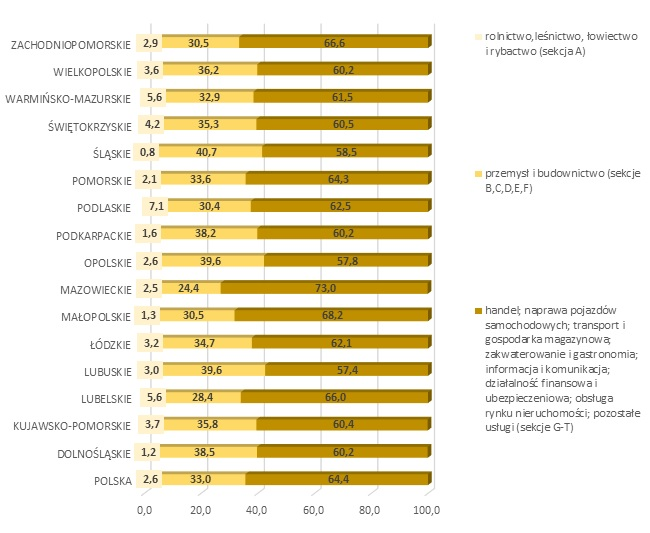 ZACHODNIOPOMORSKIE 2,9 30,5 66,6
WIELKOPOLSKIE 3,6 36,2 60,2
WARMIŃSKO-MAZURSKIE 5,6 32,9 61,5
ŚWIĘTOKRZYSKIE 4,2 35,3 60,5
ŚLĄSKIE 0,8 40,7 58,5
POMORSKIE 2,1 33,6 64,3
PODLASKIE 7,1 30,4 62,5
PODKARPACKIE 1,6 38,2 60,2
OPOLSKIE 2,6 39,6 57,8
MAZOWIECKIE 2,5 24,4 73,0
MAŁOPOLSKIE 1,3 30,5 68,2
ŁÓDZKIE 3,2 34,7 62,1
LUBUSKIE 3,0 39,6 57,4
LUBELSKIE 5,6 28,4 66,0
KUJAWSKO-POMORSKIE 3,7 35,8 60,4
DOLNOŚLĄSKIE 1,2 38,5 60,2
POLSKA 2,6 33,0 64,4
0,0 20,0 40,0 60,0 80,0 100,0
rolnictwo,leśnictwo, łowiectwo
i rybactwo (sekcja A)
przemysł i budownictwo (sekcje
B,C,D,E,F)
handel; naprawa pojazdów
samochodowych; transport i
gospodarka magazynowa;
zakwaterowanie i gastronomia;
informacja i komunikacja;
działalność finansowa i
ubezpieczeniowa; obsługa
rynku nieruchomości; pozostałe
usługi (sekcje G-T)